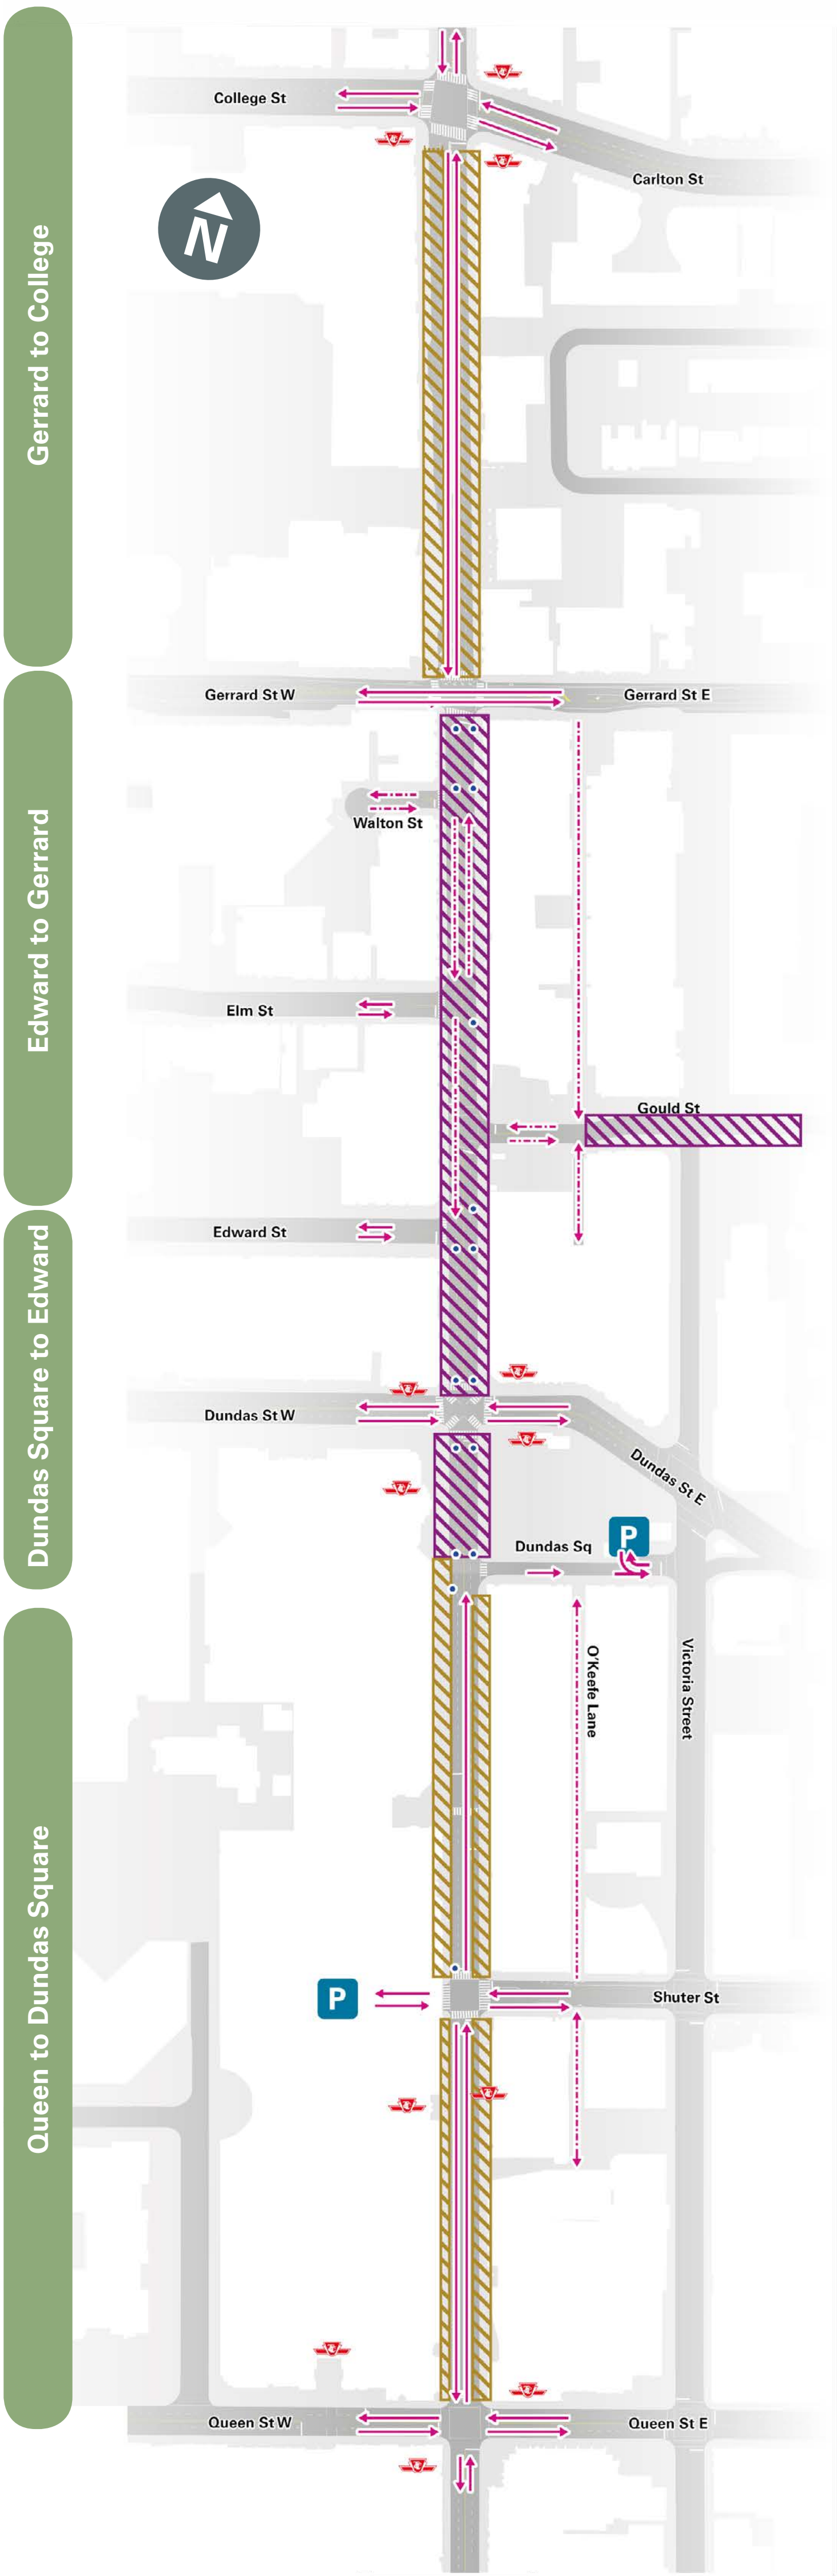 Gerrard to College
College St
Carlton St
N
Gerrard St W
Gerrard St E
Edward to Gerrard
Walton St
Elm St
Gould St
Edward St
Dundas Square to Edward
Dundas St W
Dundas St E
Dundas Sq
P
O'Keefe Lane
Victoria Street
Queen to Dundas Square
P
Shuter St
Queen St W
Queen St E